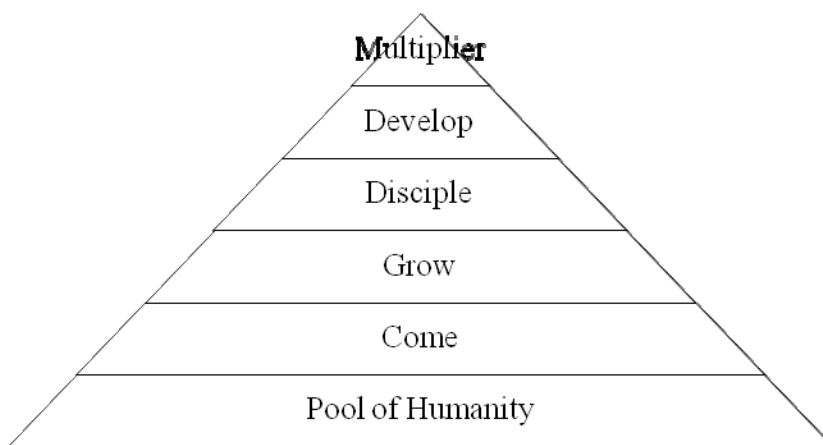 Multiplier
Develop
Disciple
Grow
Come
Pool of Humanity